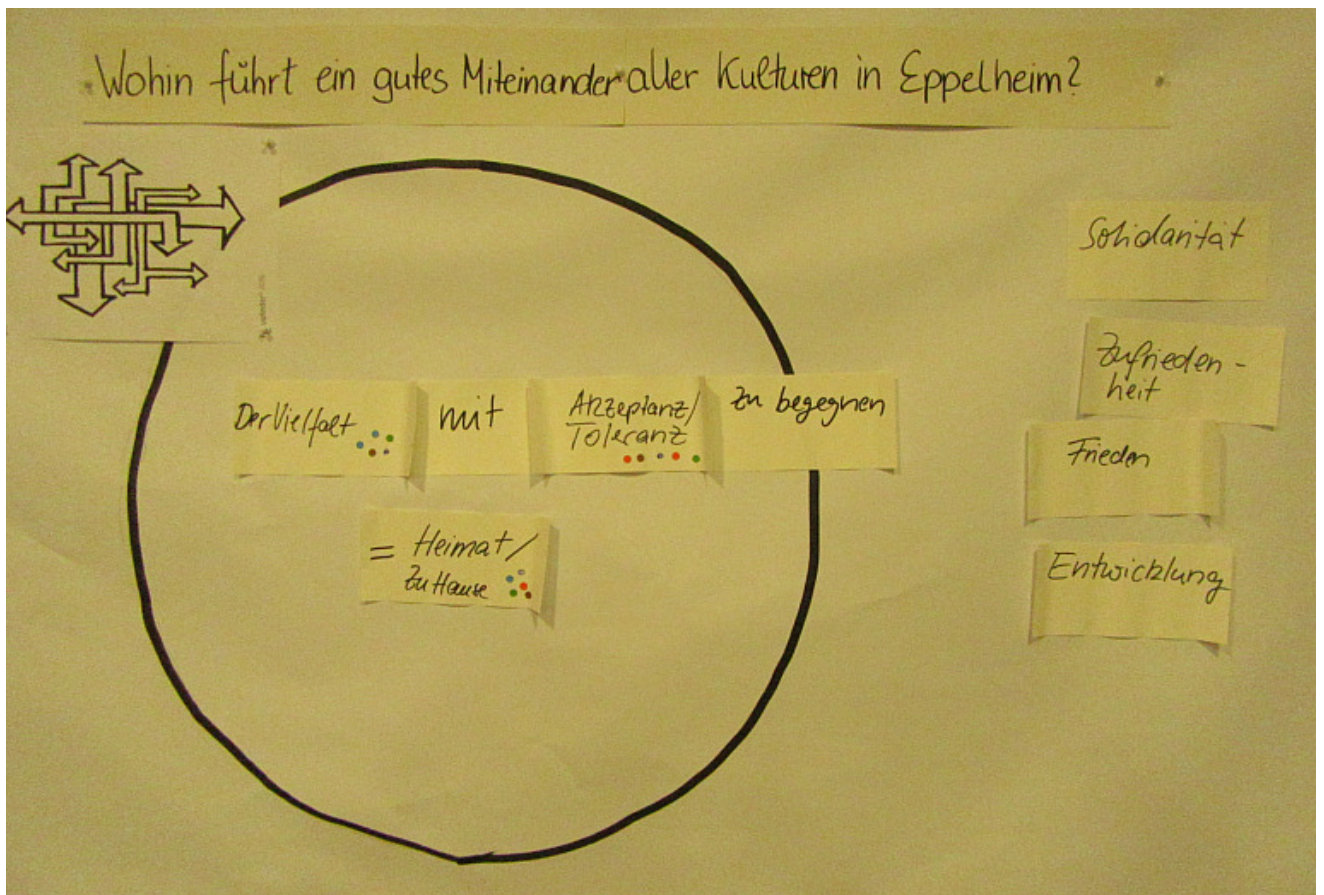 Wohin führt ein gutes Miteinander aller Kulturen in Eppelheim?
Der Vielfalt mit Akzeptanz/
Toleranz zu begegnen
= Heimat/
Zu Hause
Solidarität
Zufrieden-
heit
Frieden
Entwicklung